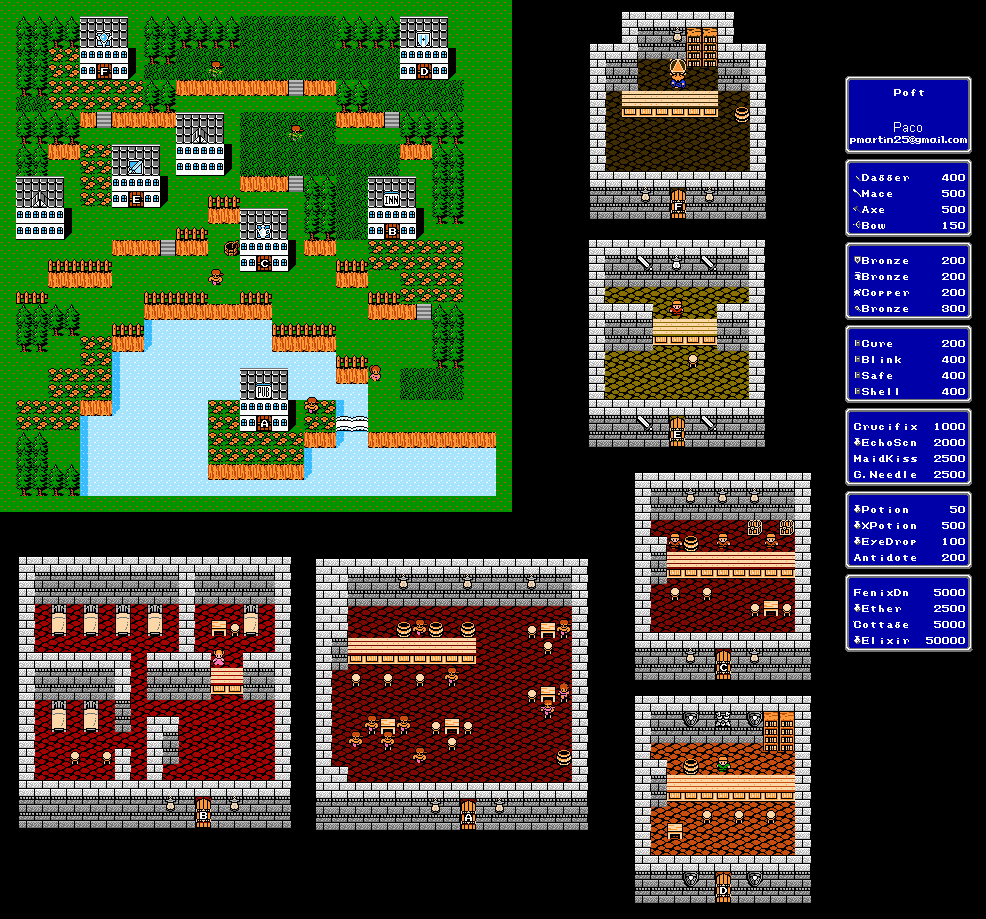 F
D
E
INN
B
C
PUB
A
F
E
C
D
B
A
Poft
Paco
pmartin25@gmail.com
Dagger 400
Mace 500
Axe 500
Bow 150
Bronze 200
Bronze 200
Copper 200
Bronze 300
Cure 200
Blink 400
Safe 400
Shell 400
Crucifix 1000
EchoScn 2000
MaidKiss 2500
G.Needle 2500
Potion 50
XPotion 500
EyeDrop 100
Antidote 200
FenixDn 5000
Ether 2500
Cottage 5000
Elixir 50000